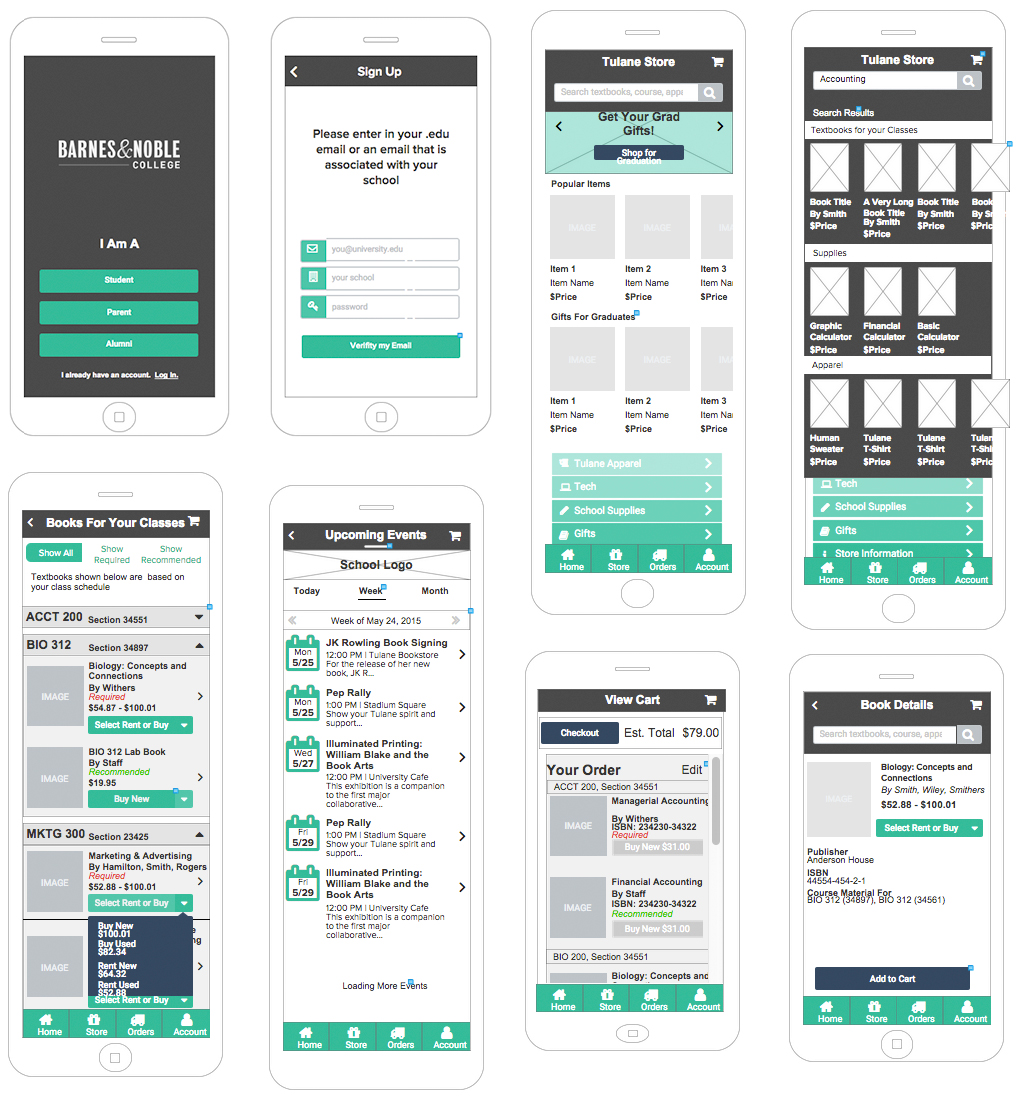 BARNES&NOBLE
COLLEGE
I Am A
Student
Parent
Alumni
I already have an account. Log In.
Sign Up
Please enter in your .edu
email or an email that is
associated with your
school
you@university.edu
your school
password
Verifity my Email
Tulane Store
Search textbooks, course, appa
Get Your Grad
Gifts!
Shop for
Graduation
Popular Items
IMAGE
IMAGE
Item 1
Item 2
Item 3
Item Name
Item Name
Item Na
$Price
$Price
$Price
Gifts For Graduates
IMAGE
IMAGE
Item 1
Item 2
Item 3
Item Name
Item Name
Item Na
$Price
$Price
$Price
Tulane Apparel
Tech
School Supplies
Gifts
Home
Store
Orders
Account
Tulane Store
Accounting
Search Results
Textbooks for your Classes
Book Title
By Smith
$Price
A Very Long
Book Title
By Smith
$Price
Book Title
By Smith
$Price
Book
By Sm
$Price
Supplies
Graphic
Calculator
$Price
Financial
Calculator
$Price
Basic
Calculator
$Price
Apparel
Human
Sweater
$Price
Tulane
T-Shirt
$Price
Tulane
T-Shirt
$Price
Tulan
T-Shi
$Price
Tech
School Supplies
Gifts
Store Information
Home
Store
Orders
Account
Books For Your Classes
Show All
Show
Required
Show
Recommended
Textbooks shown below are based on
your class schedule
ACCT 200 Section 34551
BIO 312 Section 34897
IMAGE
Biology: Concepts and
Connections
By Withers
Required
$54.87 - $100.01
Select Rent or Buy
IMAGE
BIO 312 Lab Book
By Staff
Recommended
$19.95
Buy New
MKTG 300 Section 23425
IMAGE
Marketing & Advertising
By Hamilton, Smith, Rogers
Required
$52.88 - $100.01
Select Rent or Buy
IMAGE
Buy New
$100.01
Buy Used
$82.34
Rent New
$64.32
Rent Used
$52.88
Select Rent or Buy
Home
Store
Orders
Account
Upcoming Events
School Logo
Today
Week
Month
Week of May 24, 2015
Mon
5/25
JK Rowling Book Signing
12:00 PM | Tulane Bookstore
For the release of her new
book, JK R...
Mon
5/25
Pep Rally
1:00 PM | Stadium Square
Show your Tulane spirit and
support...
Wed
5/27
Illuminated Printing:
William Blake and the
Book Arts
12:00 PM | University Cafe
This exhibition is a companion
to the first major
collaborative...
Fri
5/29
Pep Rally
1:00 PM | Stadium Square
Show your Tulane spirit and
support...
Fri
5/29
Illuminated Printing:
William Blake and the
Book Arts
12:00 PM | University Cafe
This exhibition is a companion
to the first major
collaborative...
Loading More Events
Home
Store
Orders
Account
View Cart
Checkout
Est. Total $79.00
Your Order
Edit
ACCT 200, Section 34551
IMAGE
Managerial Accounting
By Withers
ISBN: 234230-34322
Required
Buy New $31.00
IMAGE
Financial Accounting
By Staff
ISBN: 234230-34322
Recommended
Buy New $31.00
BIO 200, Section 34551
Biology: Concepts and
Connections
Home
Store
Orders
Account
Book Details
Search textbooks, course, appa
IMAGE
Biology: Concepts and
Connections
By Smith, Wiley, Smithers
$52.88 - $100.01
Select Rent or Buy
Publisher
Anderson House
ISBN
44554-454-2-1
Course Material For
BIO 312 (34897), BIO 312 (34561)
Add to Cart
Home
Store
Orders
Account